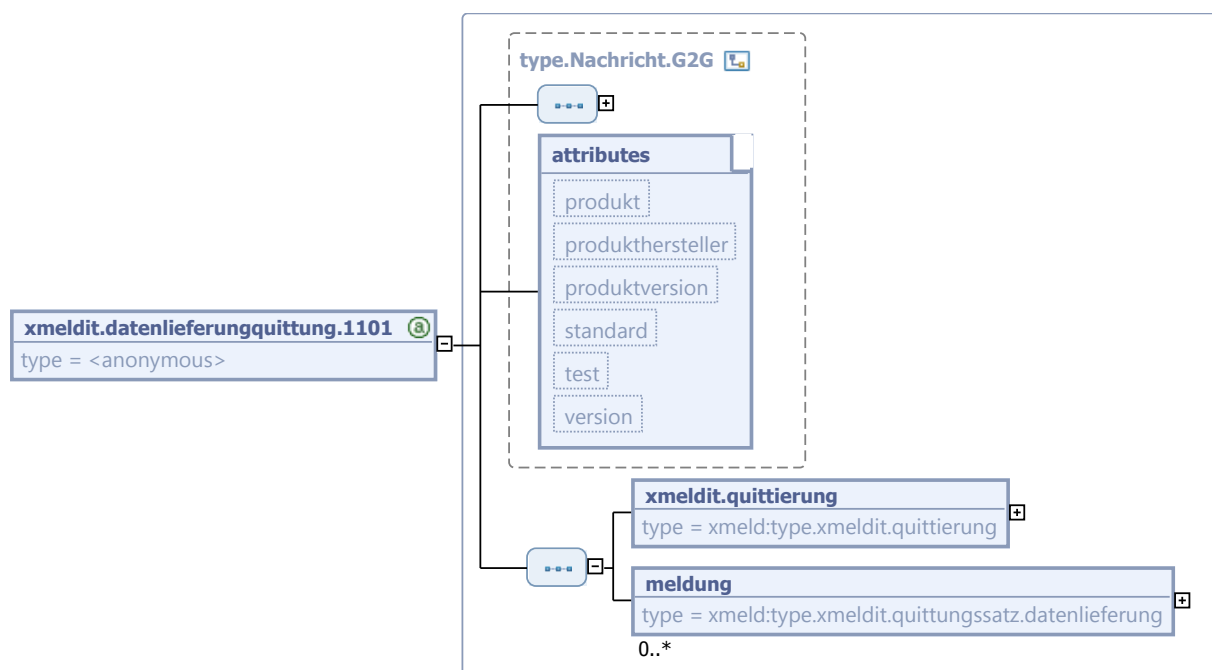 type.Nachricht.G2G
attributes
produkt
produkthersteller
produktversion
standard
test
version
xmeldit.datenlieferungquittung.1101 a
type = <anonymous>
xmeldit.quittierung
type = xmeld:type.xmeldit.quittierung
meldung
type = xmeld:type.xmeldit.quittungssatz.datenlieferung
0..*